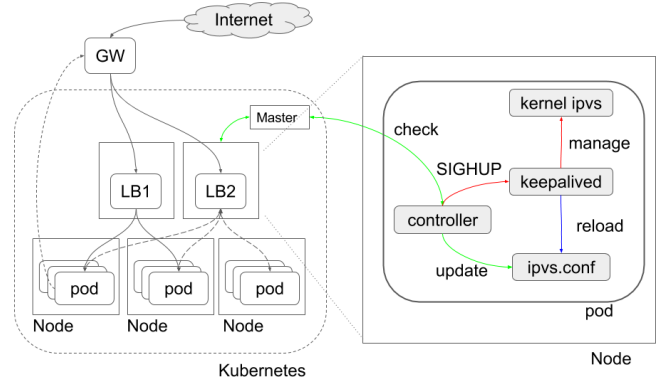 Internet
GW
Master
LB1
LB2
pod
pod
pod
Node
Node
Node
Kubernetes
kernel ipvs
check
manage
SIGHUP
keepalived
controller
reload
update
ipvs.conf
pod
Node